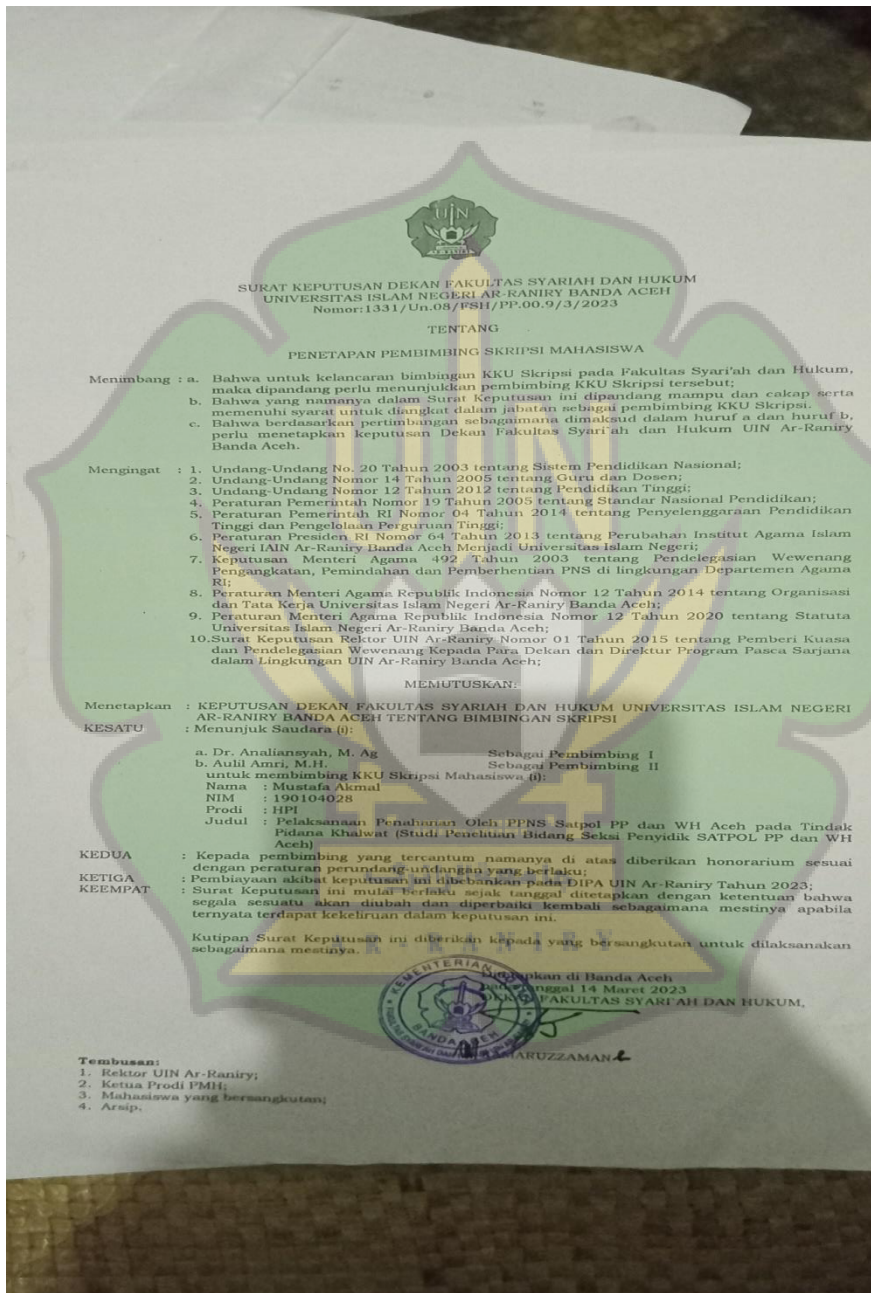 UIN
AR-RANIRY
SURAT KEPUTUSAN DEKAN FAKULTAS SYARIAH DAN HUKUM
UNIVERSITAS ISLAM NEGERI AR-RANIRY BANDA ACEH
Nomor:1331/Un.08/FSH/PP.00.9/3/2023
TENTANG
PENETAPAN PEMBIMBING SKRIPSI MAHASISWA
Menimbang : a. Bahwa untuk kelancaran bimbingan KKU Skripsi pada Fakultas Syari'ah dan Hukum,
maka dipandang perlu menunjukkan pembimbing KKU Skripsi tersebut;
b. Bahwa yang namanya dalam Surat Keputusan ini dipandang mampu dan cakap serta
memenuhi syarat untuk diangkat dalam jabatan sebagai pembimbing KKU Skripsi.
c. Bahwa berdasarkan pertimbangan sebagaimana dimaksud dalam huruf a dan huruf b,
perlu menetapkan keputusan Dekan Fakultas Syari`ah dan Hukum UIN Ar-Raniry
Banda Aceh.
Mengingat : 1. Undang-Undang No. 20 Tahun 2003 tentang Sistem Pendidikan Nasional;
2. Undang-Undang Nomor 14 Tahun 2005 tentang Guru dan Dosen;
3. Undang-Undang Nomor 12 Tahun 2012 tentang Pendidikan Tinggi;
4. Peraturan Pemerintah Nomor 19 Tahun 2005 tentang Standar Nasional Pendidikan;
5. Peraturan Pemerintah RI Nomor 04 Tahun 2014 tentang Penyelenggaraan Pendidikan
Tinggi dan Pengelolaan Perguruan Tinggi;
6. Peraturan Presiden RI Nomor 64 Tahun 2013 tentang Perubahan Institut Agama Islam
Negeri IAIN Ar-Raniry Banda Aceh Menjadi Universitas Islam Negeri;
7. Keputusan Menteri Agama 492 Tahun 2003 tentang Pendelegasian Wewenang
Pengangkatan, Pemindahan dan Pemberhentian PNS di lingkungan Departemen Agama
RI;
8. Peraturan Menteri Agama Republik Indonesia Nomor 12 Tahun 2014 tentang Organisasi
dan Tata Kerja Universitas Islam Negeri Ar-Raniry Banda Aceh;
9. Peraturan Menteri Agama Republik Indonesia Nomor 12 Tahun 2020 tentang Statuta
Universitas Islam Negeri Ar-Raniry Banda Aceh;
10.Surat Keputusan Rektor UIN Ar-Raniry Nomor 01 Tahun 2015 tentang Pemberi Kuasa
dan Pendelegasian Wewenang Kepada Para Dekan dan Direktur Program Pasca Sarjana
dalam Lingkungan UIN Ar-Raniry Banda Aceh;
MEMUTUSKAN:
Menetapkan : KEPUTUSAN DEKAN FAKULTAS SYARIAH DAN HUKUM UNIVERSITAS ISLAM NEGERI
AR-RANIRY BANDA ACEH TENTANG BIMBINGAN SKRIPSI
KESATU : Menunjuk Saudara (i):
a. Dr. Analiansyah, M. Ag Sebagai Pembimbing I
b. Aulil Amri, M.H. Sebagai Pembimbing II
untuk membimbing KKU Skripsi Mahasiswa (i):
Nama : Mustafa Akmal
NIM : 190104028
Prodi : HPI
Judul : Pelaksanaan Penahanan Oleh PPNS Satpol PP dan WH Aceh pada Tindak
Pidana Khalwat (Studi Penelitian Bidang Seksi Penyidik SATPOL PP dan WH
Aceh)
KEDUA : Kepada pembimbing yang tercantum namanya di atas diberikan honorarium sesuai
dengan peraturan perundang-undangan yang berlaku;
KETIGA : Pembiayaan akibat keputusan ini dibebankan pada DIPA UIN Ar-Raniry Tahun 2023;
KEEMPAT : Surat Keputusan ini mulai berlaku sejak tanggal ditetapkan dengan ketentuan bahwa
segala sesuatu akan diubah dan diperbaiki kembali sebagaimana mestinya apabila
ternyata terdapat kekeliruan dalam keputusan ini.
Kutipan Surat Keputusan ini diberikan kepada yang bersangkutan untuk dilaksanakan
sebagaimana mestinya.
AR-RANIRY
KEMENTERIAN
BANDA ACEH
di Banda Aceh
14 Maret 2023
FAKULTAS SYARI'AH DAN HUKUM,
Tembusan:
1. Rektor UIN Ar-Raniry;
2. Ketua Prodi PMH;
3. Mahasiswa yang bersangkutan;
4. Arsip.